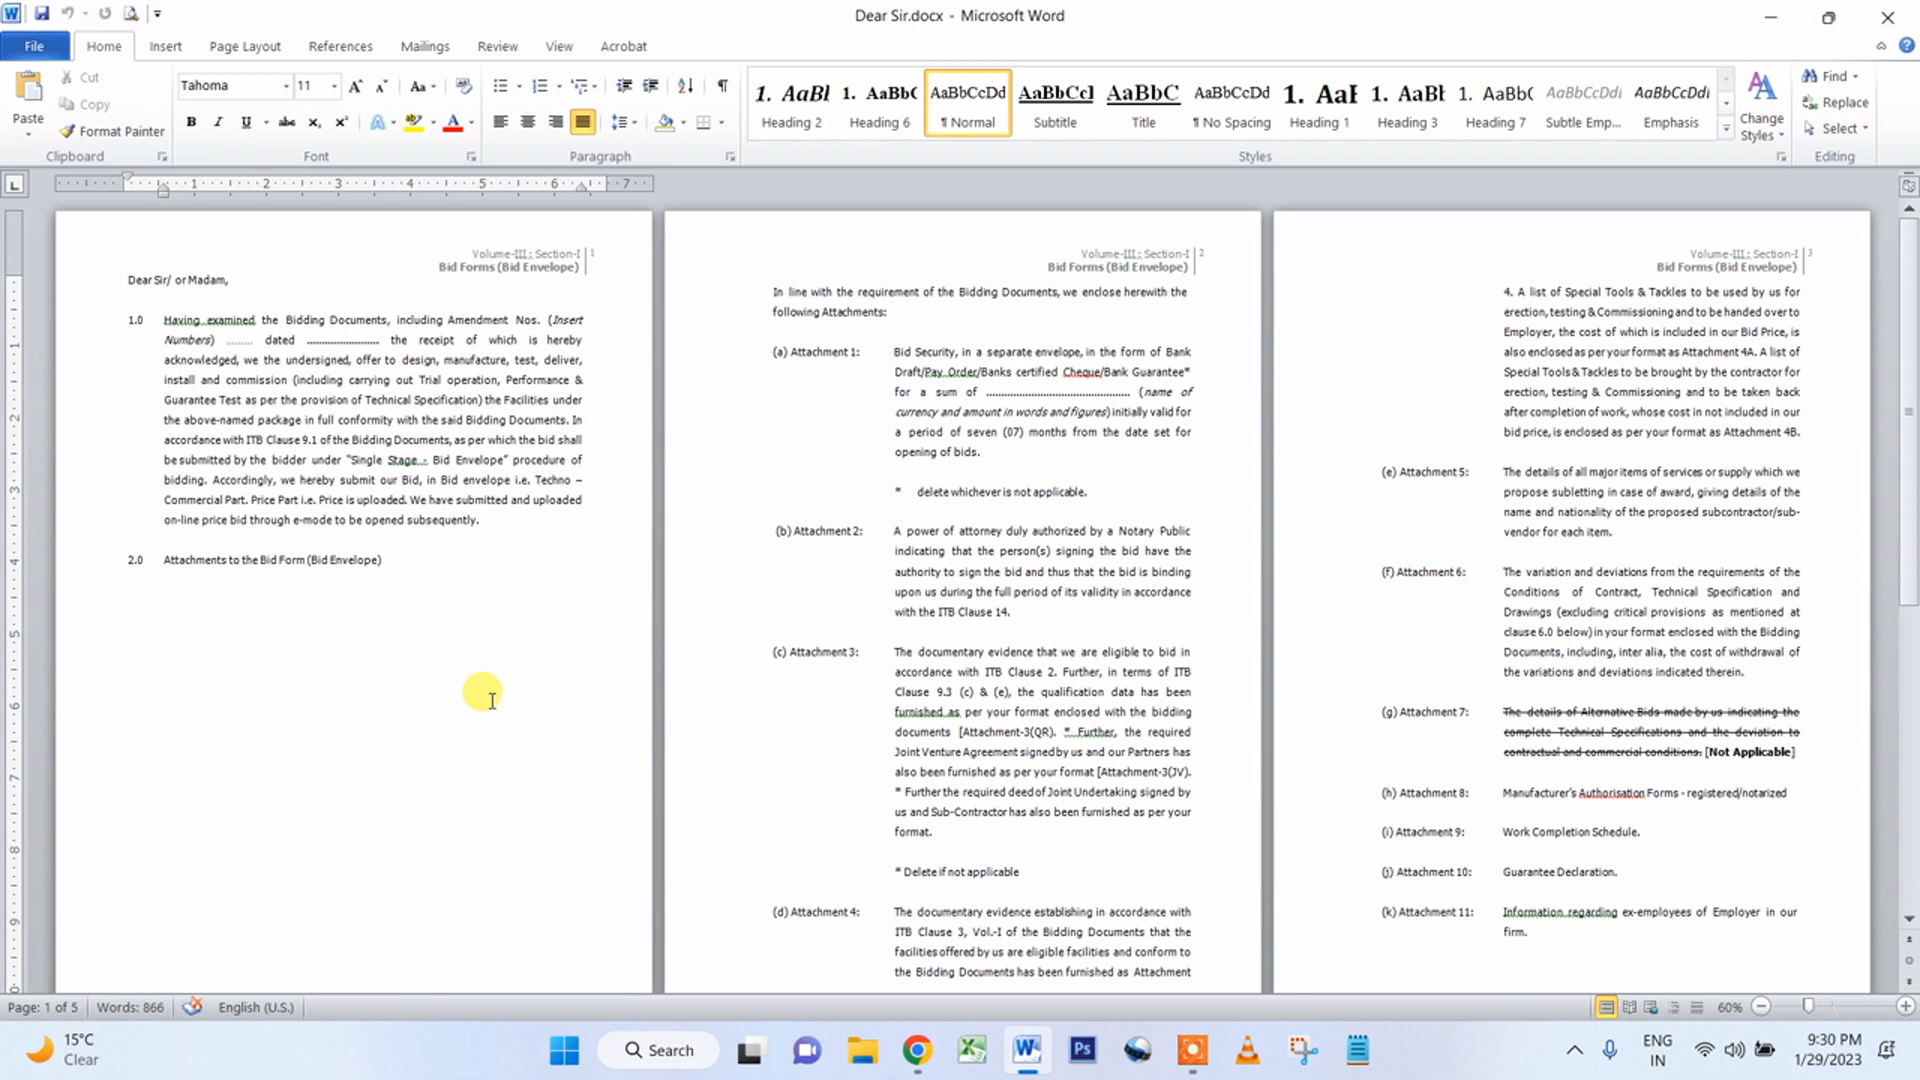 Dear Sir.docx - Microsoft Word
File Home Insert Page Layout References Mailings Review View Acrobat
Paste
Cut
Copy
Format Painter
Clipboard
Tahoma 11
Font
Paragraph
1. AaBl 1. AaBbC AaBbCcDd AaBbCcI AaBbC AaBbCcDd 1. AaI 1. AaBb 1. AaBbC AaBbCcDd AaBbCcDd
Heading 2 Heading 6 ¶ Normal Subtitle Title ¶ No Spacing Heading 1 Heading 3 Heading 7 Subtle Emp... Emphasis
Styles
Change Styles
Find
Replace
Select
Editing
1 2 3 4 5 6 7
Volume-III.: Section-I 1
Bid Forms (Bid Envelope)
Dear Sir/ or Madam,
1.0 Having examined the Bidding Documents, including Amendment Nos. (Insert
Numbers) ......... dated ........................ the receipt of which is hereby
acknowledged, we the undersigned, offer to design, manufacture, test, deliver,
install and commission (including carrying out Trial operation, Performance &
Guarantee Test as per the provision of Technical Specification) the Facilities under
the above-named package in full conformity with the said Bidding Documents. In
accordance with ITB Clause 9.1 of the Bidding Documents, as per which the bid shall
be submitted by the bidder under “Single Stage - Bid Envelope” procedure of
bidding. Accordingly, we hereby submit our Bid, in Bid envelope i.e. Techno –
Commercial Part. Price Part i.e. Price is uploaded. We have submitted and uploaded
on-line price bid through e-mode to be opened subsequently.
2.0 Attachments to the Bid Form (Bid Envelope)
Volume-III.: Section-I 2
Bid Forms (Bid Envelope)
In line with the requirement of the Bidding Documents, we enclose herewith the
following Attachments:
(a) Attachment 1: Bid Security, in a separate envelope, in the form of Bank
Draft/Pay Order/Banks certified Cheque/Bank Guarantee*
for a sum of ................................................ (name of
currency and amount in words and figures) initially valid for
a period of seven (07) months from the date set for
opening of bids.
* delete whichever is not applicable.
(b) Attachment 2: A power of attorney duly authorized by a Notary Public
indicating that the person(s) signing the bid have the
authority to sign the bid and thus that the bid is binding
upon us during the full period of its validity in accordance
with the ITB Clause 14.
(c) Attachment 3: The documentary evidence that we are eligible to bid in
accordance with ITB Clause 2. Further, in terms of ITB
Clause 9.3 (c) & (e), the qualification data has been
furnished as per your format enclosed with the bidding
documents [Attachment-3(QR). * Further, the required
Joint Venture Agreement signed by us and our Partners has
also been furnished as per your format [Attachment-3(JV).
* Further the required deed of Joint Undertaking signed by
us and Sub-Contractor has also been furnished as per your
format.
* Delete if not applicable
(d) Attachment 4: The documentary evidence establishing in accordance with
ITB Clause 3, Vol.-I of the Bidding Documents that the
facilities offered by us are eligible facilities and conform to
the Bidding Documents has been furnished as Attachment
Volume-III.: Section-I 3
Bid Forms (Bid Envelope)
4. A list of Special Tools & Tackles to be used by us for
erection, testing & Commissioning and to be handed over to
Employer, the cost of which is included in our Bid Price, is
also enclosed as per your format as Attachment 4A. A list of
Special Tools & Tackles to be brought by the contractor for
erection, testing & Commissioning and to be taken back
after completion of work, whose cost in not included in our
bid price, is enclosed as per your format as Attachment 4B.
(e) Attachment 5: The details of all major items of services or supply which we
propose subletting in case of award, giving details of the
name and nationality of the proposed subcontractor/sub-
vendor for each item.
(f) Attachment 6: The variation and deviations from the requirements of the
Conditions of Contract, Technical Specification and
Drawings (excluding critical provisions as mentioned at
clause 6.0 below) in your format enclosed with the Bidding
Documents, including, inter alia, the cost of withdrawal of
the variations and deviations indicated therein.
(g) Attachment 7: The details of Alternative Bids made by us indicating the
complete Technical Specifications and the deviation to
contractual and commercial conditions. [Not Applicable]
(h) Attachment 8: Manufacturer’s Authorisation Forms - registered/notarized
(i) Attachment 9: Work Completion Schedule.
(j) Attachment 10: Guarantee Declaration.
(k) Attachment 11: Information regarding ex-employees of Employer in our
firm.
Page: 1 of 5 Words: 866 English (U.S.) 60%
15°C
Clear
Search
ENG
IN
9:30 PM
1/29/2023